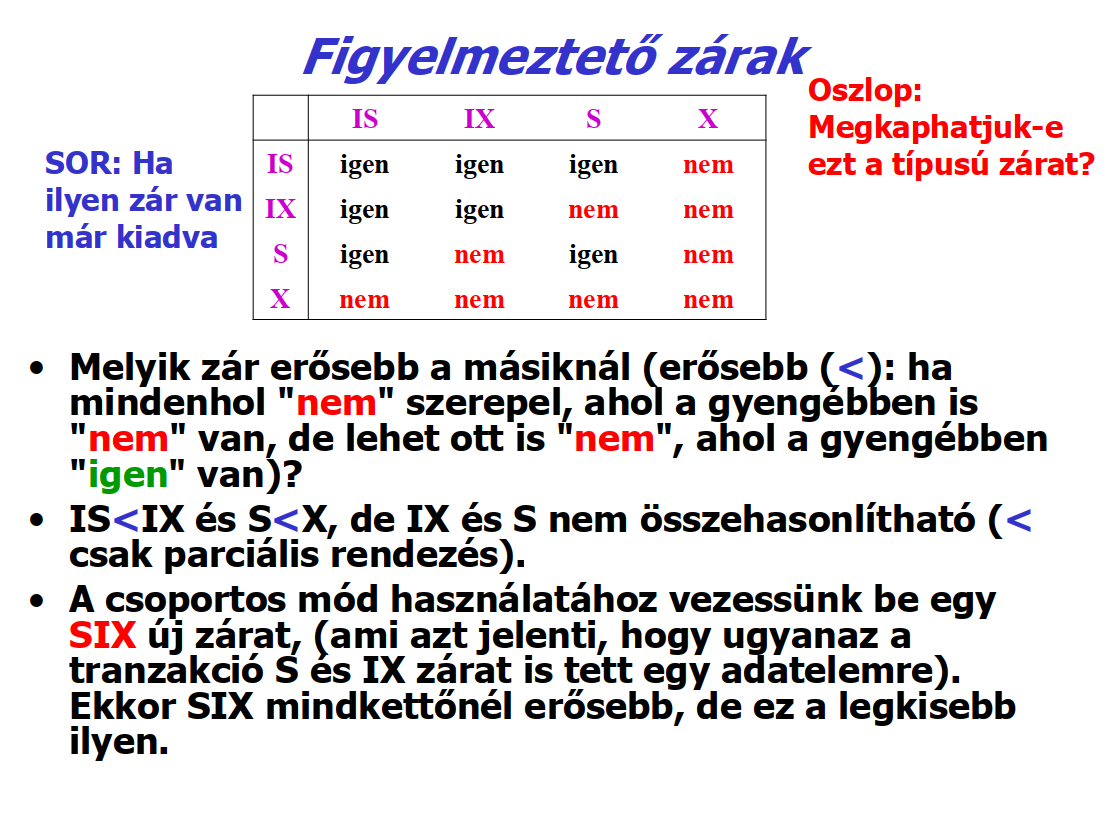 Figyelmeztető zárak
SOR: Ha
ilyen zár van
már kiadva
IS IX S X
IS igen igen igen nem
IX igen igen nem nem
S igen nem igen nem
X nem nem nem nem
Oszlop:
Megkaphatjuk-e
ezt a típusú zárat?
• Melyik zár erősebb a másiknál (erősebb (<): ha
mindenhol "nem" szerepel, ahol a gyengébben is
"nem" van, de lehet ott is "nem", ahol a gyengébben
"igen" van)?
• IS<IX és S<X, de IX és S nem összehasonlítható (<
csak parciális rendezés).
• A csoportos mód használatához vezessünk be egy
SIX új zárat, (ami azt jelenti, hogy ugyanaz a
tranzakció S és IX zárat is tett egy adatelemre).
Ekkor SIX mindkettőnél erősebb, de ez a legkisebb
ilyen.